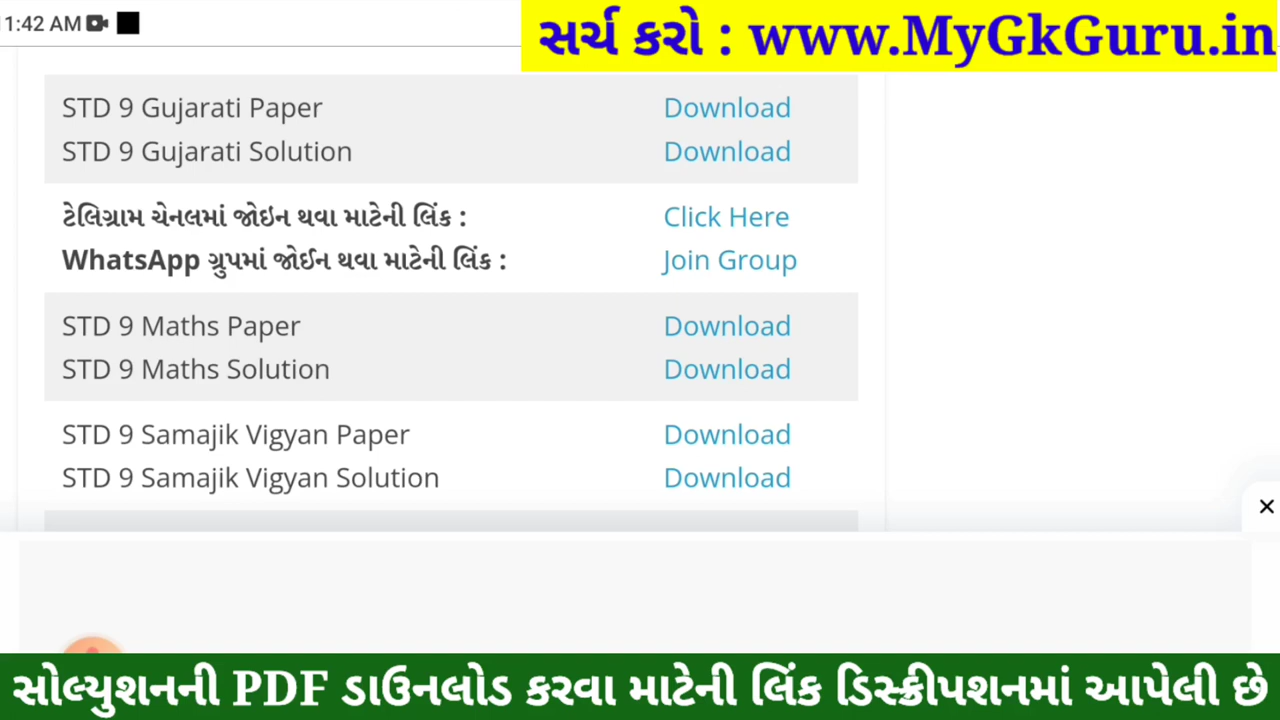 11:42 AM
સર્ચ કરો : www.MyGkGuru.in
STD 9 Gujarati Paper Download
STD 9 Gujarati Solution Download
ટેલિગ્રામ ચેનલમાં જોઇન થવા માટેની લિંક : Click Here
WhatsApp ગ્રુપમાં જોઈન થવા માટેની લિંક : Join Group
STD 9 Maths Paper Download
STD 9 Maths Solution Download
STD 9 Samajik Vigyan Paper Download
STD 9 Samajik Vigyan Solution Download
સોલ્યુશનની PDF ડાઉનલોડ કરવા માટેની લિંક ડિસ્ક્રીપશનમાં આપેલી છે